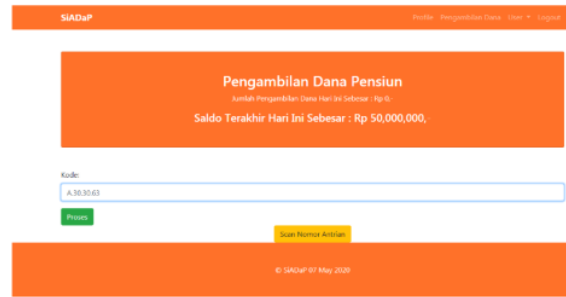 SiADaP
Profile Pengambilan Dana User Logout
Pengambilan Dana Pensiun
Jumlah Pengambilan Dana Hari Ini Sebesar : Rp 0,-
Saldo Terakhir Hari Ini Sebesar : Rp 50,000,000,-
Kode:
A.30.30.63
Proses
Scan Nomor Antrian
© SiADaP 07 May 2020